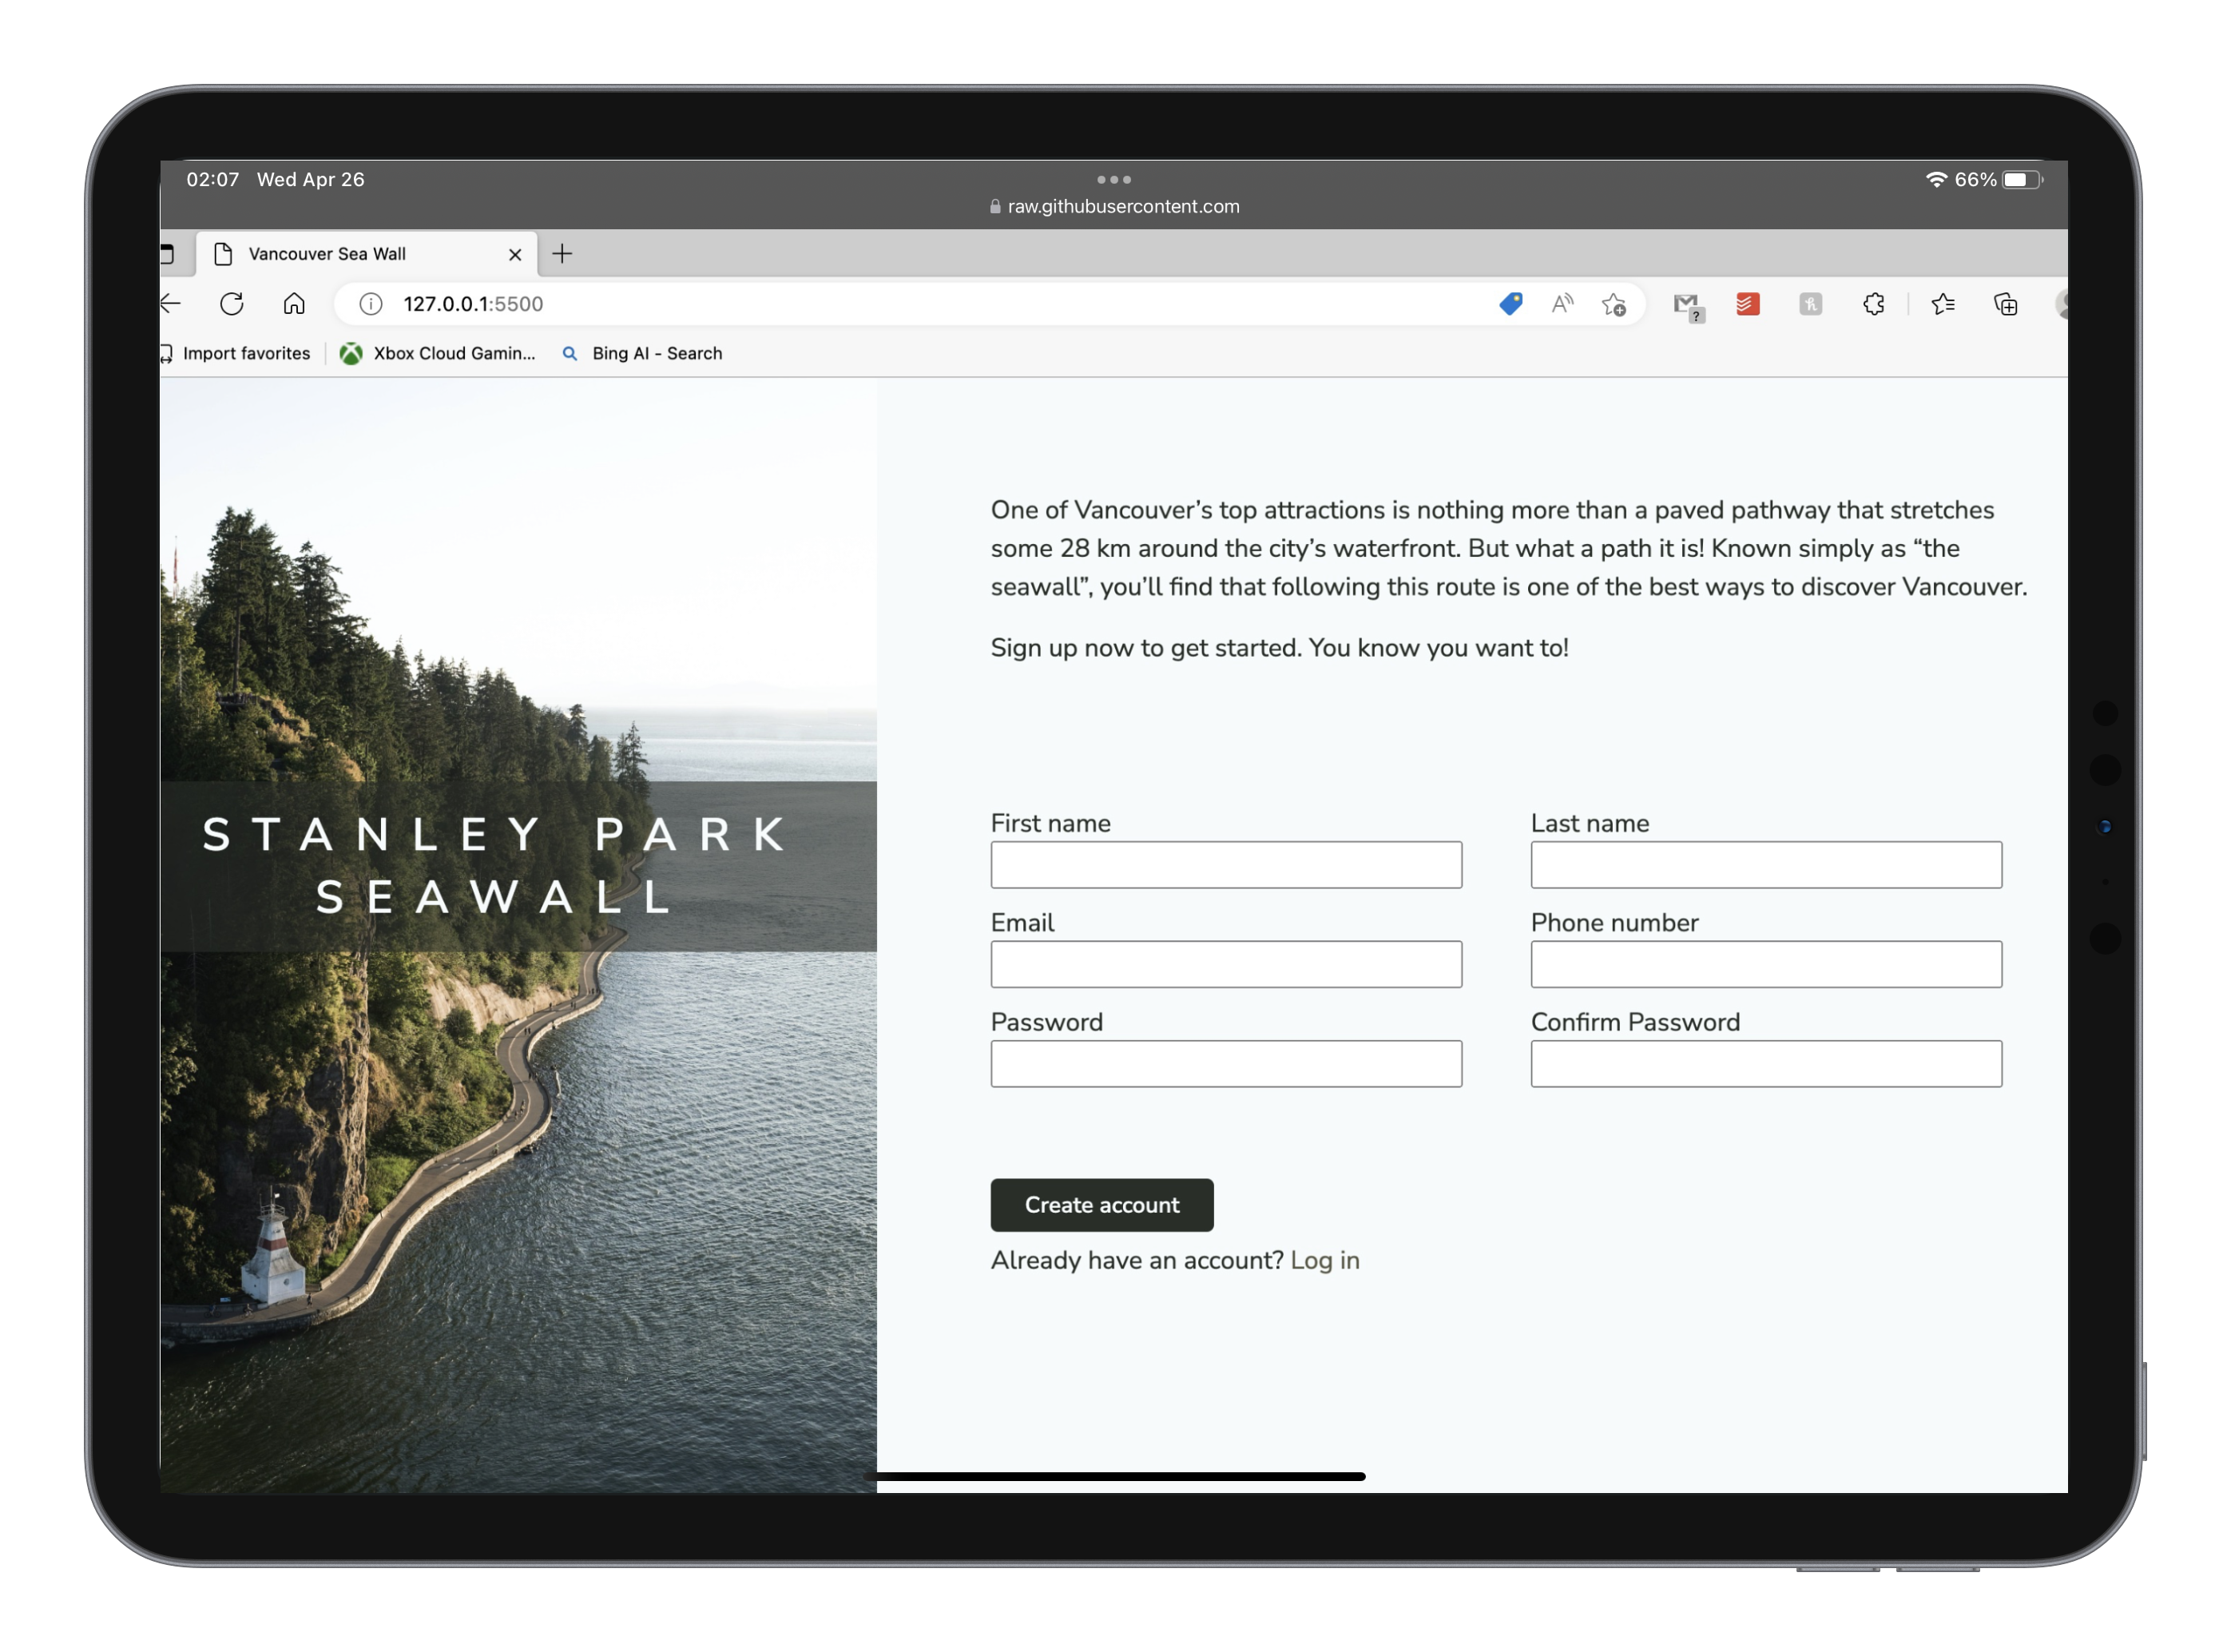 02:07 Wed Apr 26
66%
raw.githubusercontent.com
Vancouver Sea Wall
127.0.0.1:5500
Import favorites
Xbox Cloud Gamin...
Bing AI - Search
STANLEY PARK
SEAWALL
One of Vancouver’s top attractions is nothing more than a paved pathway that stretches
some 28 km around the city’s waterfront. But what a path it is! Known simply as “the
seawall”, you’ll find that following this route is one of the best ways to discover Vancouver.
Sign up now to get started. You know you want to!
First name
Last name
Email
Phone number
Password
Confirm Password
Create account
Already have an account? Log in